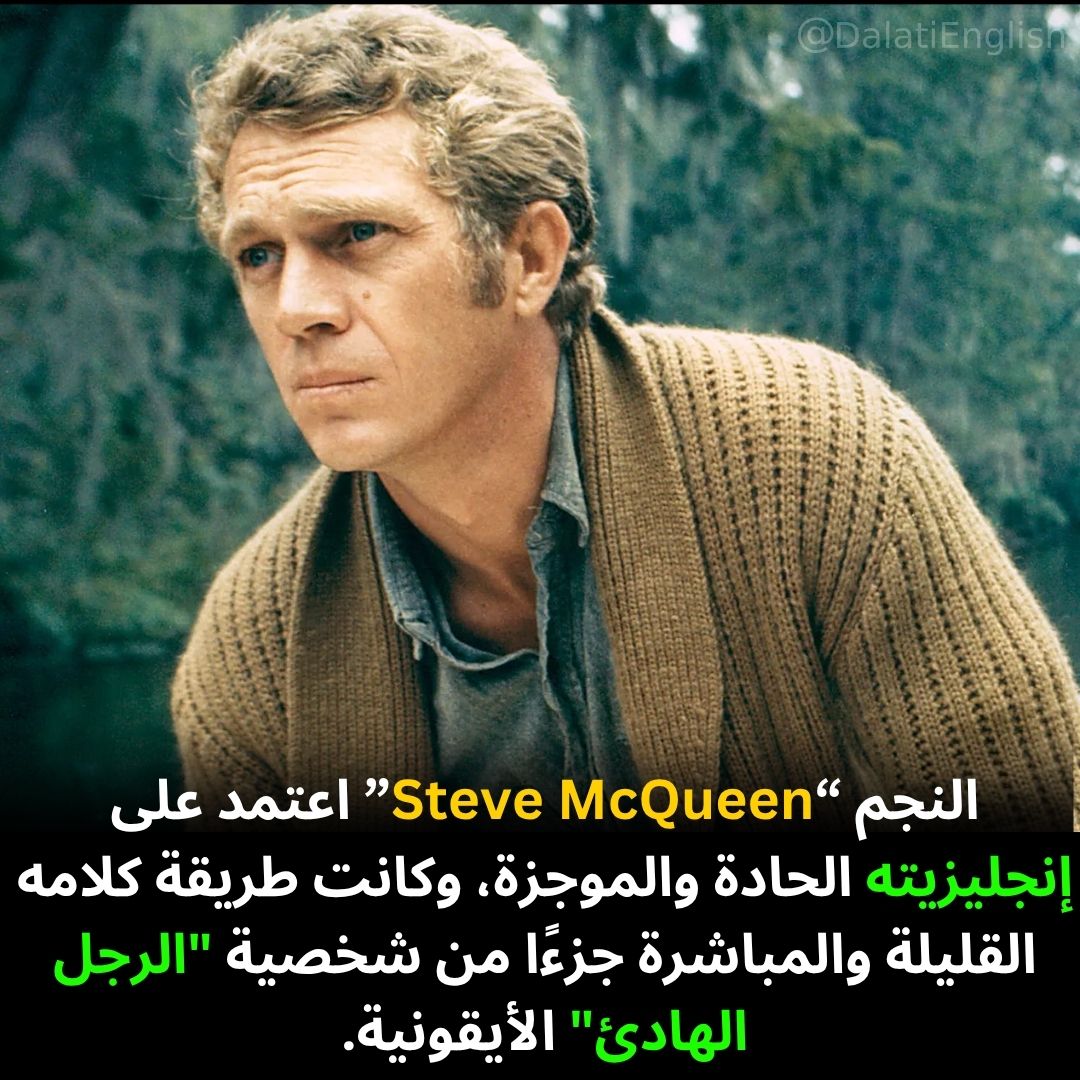 @DalatiEnglish
النجم “Steve McQueen” اعتمد على
إنجليزيته الحادة والموجزة، وكانت طريقة كلامه
القليلة والمباشرة جزءًا من شخصية "الرجل
الهادئ" الأيقونية.